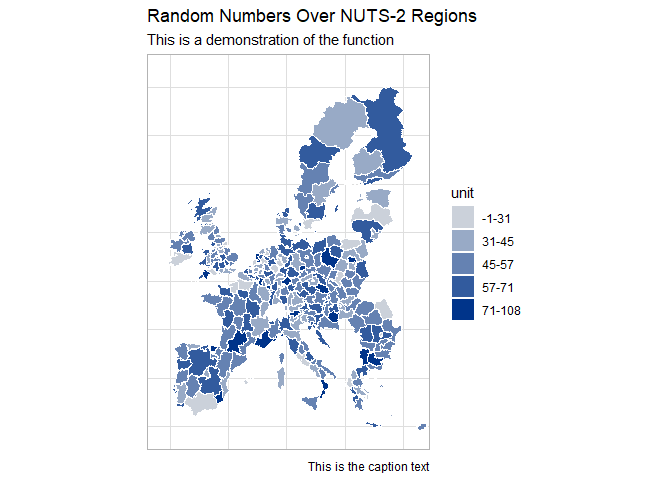 Random Numbers Over NUTS-2 Regions
This is a demonstration of the function
unit
-1-31
31-45
45-57
57-71
71-108
This is the caption text